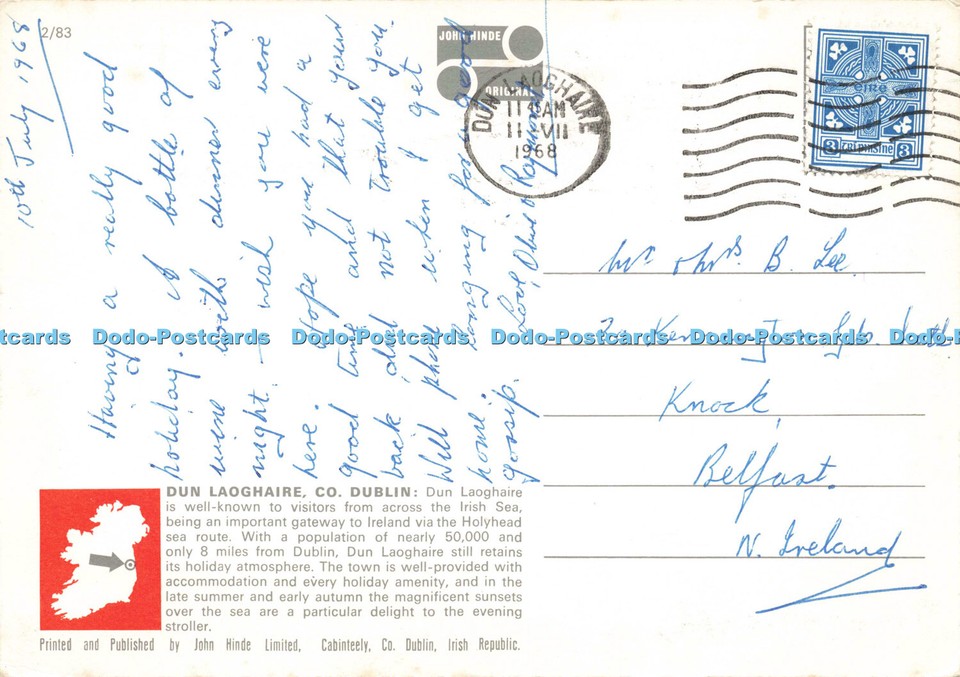 2/83
10th July 1968
Having a really good
holiday. A bottle of
wine with dinner every
night. - wish you were
here. Hope you had a
good time and that your
back did not trouble you.
Will phone when I get
home. Longing for a good
gossip. Love,
JOHN HINDE
ORIGINAL
DUN LAOGHAIRE
11 45AM
11 VII
1968
EIRE
3 3
Mr & Mrs B. Lee
Knock,
Belfast.
N. Ireland
Dodo-Postcards Dodo-Postcards Dodo-Postcards Dodo-Postcards Dodo-Postcards
DUN LAOGHAIRE, CO. DUBLIN: Dun Laoghaire
is well-known to visitors from across the Irish Sea,
being an important gateway to Ireland via the Holyhead
sea route. With a population of nearly 50,000 and
only 8 miles from Dublin, Dun Laoghaire still retains
its holiday atmosphere. The town is well-provided with
accommodation and every holiday amenity, and in the
late summer and early autumn the magnificent sunsets
over the sea are a particular delight to the evening
stroller.
Printed and Published by John Hinde Limited, Cabinteely, Co. Dublin, Irish Republic.